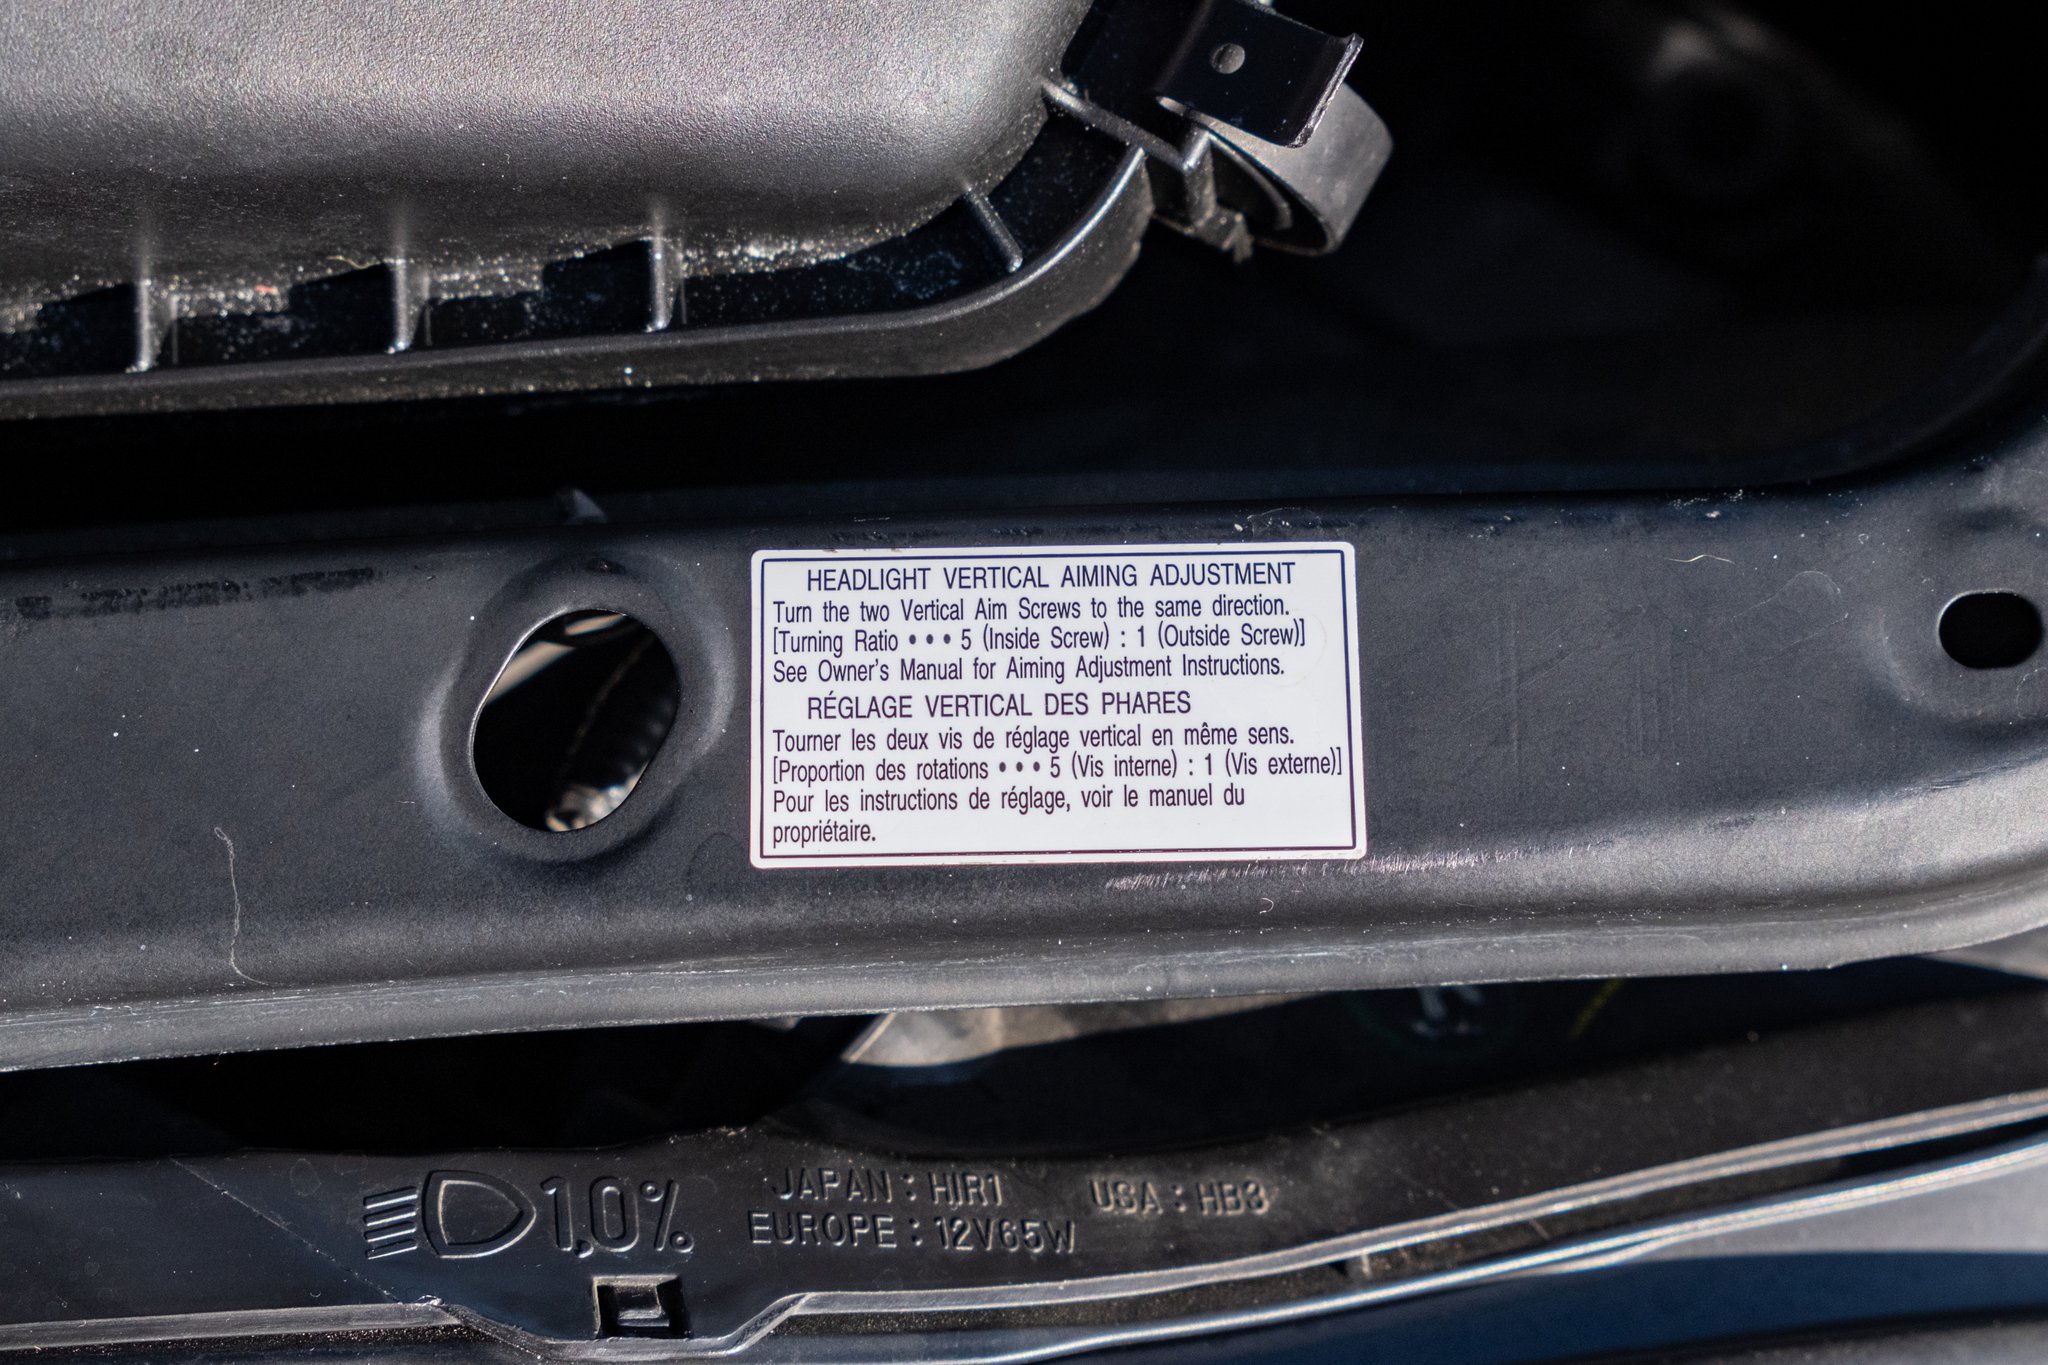 HEADLIGHT VERTICAL AIMING ADJUSTMENT
Turn the two Vertical Aim Screws to the same direction.
[Turning Ratio • • • 5 (Inside Screw) : 1 (Outside Screw)]
See Owner's Manual for Aiming Adjustment Instructions.
RÉGLAGE VERTICAL DES PHARES
Tourner les deux vis de réglage vertical en même sens.
[Proportion des rotations • • • 5 (Vis interne) : 1 (Vis externe)]
Pour les instructions de réglage, voir le manuel du
propriétaire.
1,0% JAPAN : HIR1 USA : HB3
EUROPE : 12V65W